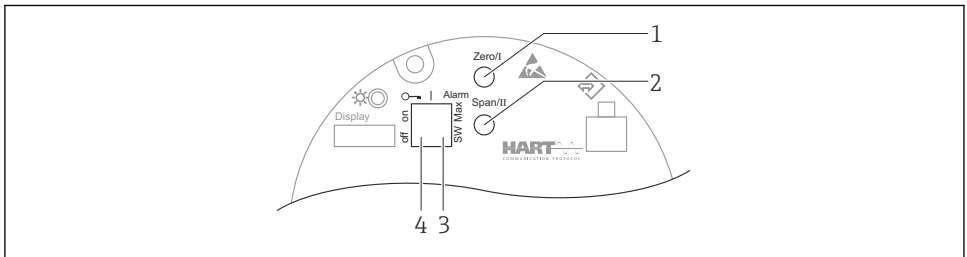 1
Zero/I
2
Alarm
Span/II
Display
on
off
SW Max
HART
COMMUNICATION PROTOCOL
4 3